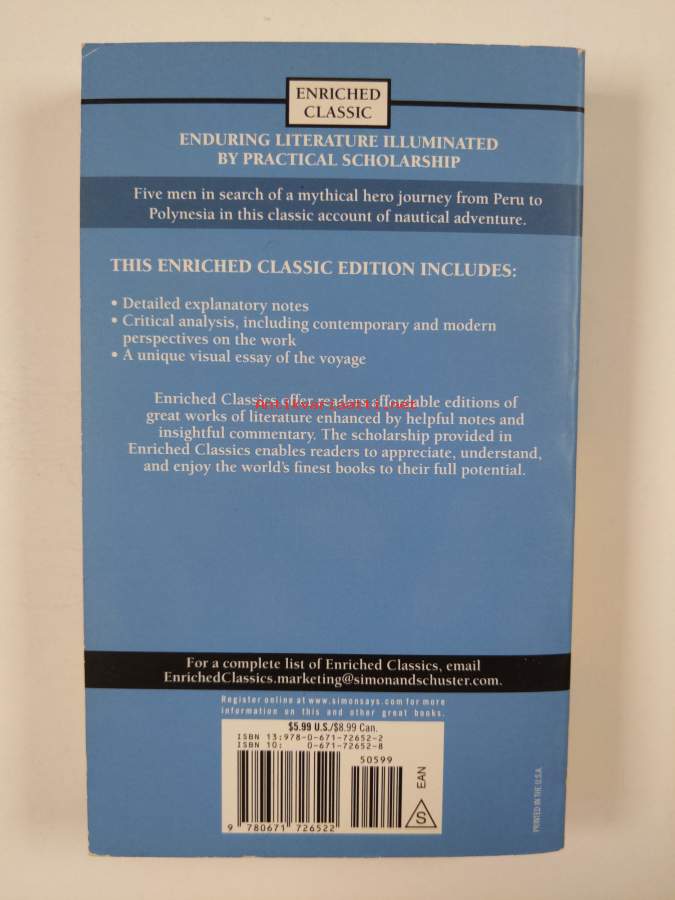 ENRICHED
CLASSIC
ENDURING LITERATURE ILLUMINATED
BY PRACTICAL SCHOLARSHIP
Five men in search of a mythical hero journey from Peru to
Polynesia in this classic account of nautical adventure.
THIS ENRICHED CLASSIC EDITION INCLUDES:
• Detailed explanatory notes
• Critical analysis, including contemporary and modern
perspectives on the work
• A unique visual essay of the voyage
Enriched Classics offer readers affordable editions of
Antikvariaatti.net
great works of literature enhanced by helpful notes and
insightful commentary. The scholarship provided in
Enriched Classics enables readers to appreciate, understand,
and enjoy the world's finest books to their full potential.
For a complete list of Enriched Classics, email
EnrichedClassics.marketing@simonandschuster.com.
Register online at www.simonsays.com for more
information on this and other great books.
$5.99 U.S./$8.99 Can.
ISBN 13:978-0-671-72652-2
ISBN 10: 0-671-72652-8
50599
EAN
S
9 780671 726522
PRINTED IN THE U.S.A.